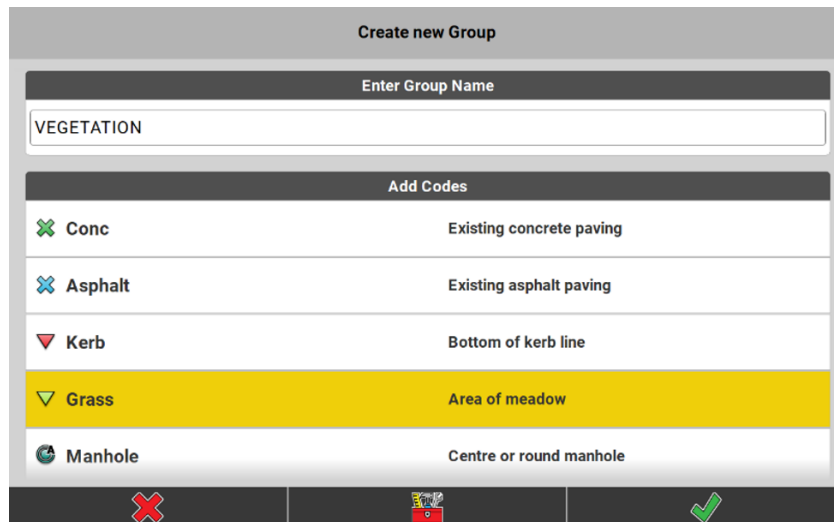 Create new Group
Enter Group Name
VEGETATION
Add Codes
Conc Existing concrete paving
Asphalt Existing asphalt paving
Kerb Bottom of kerb line
Grass Area of meadow
Manhole Centre or round manhole